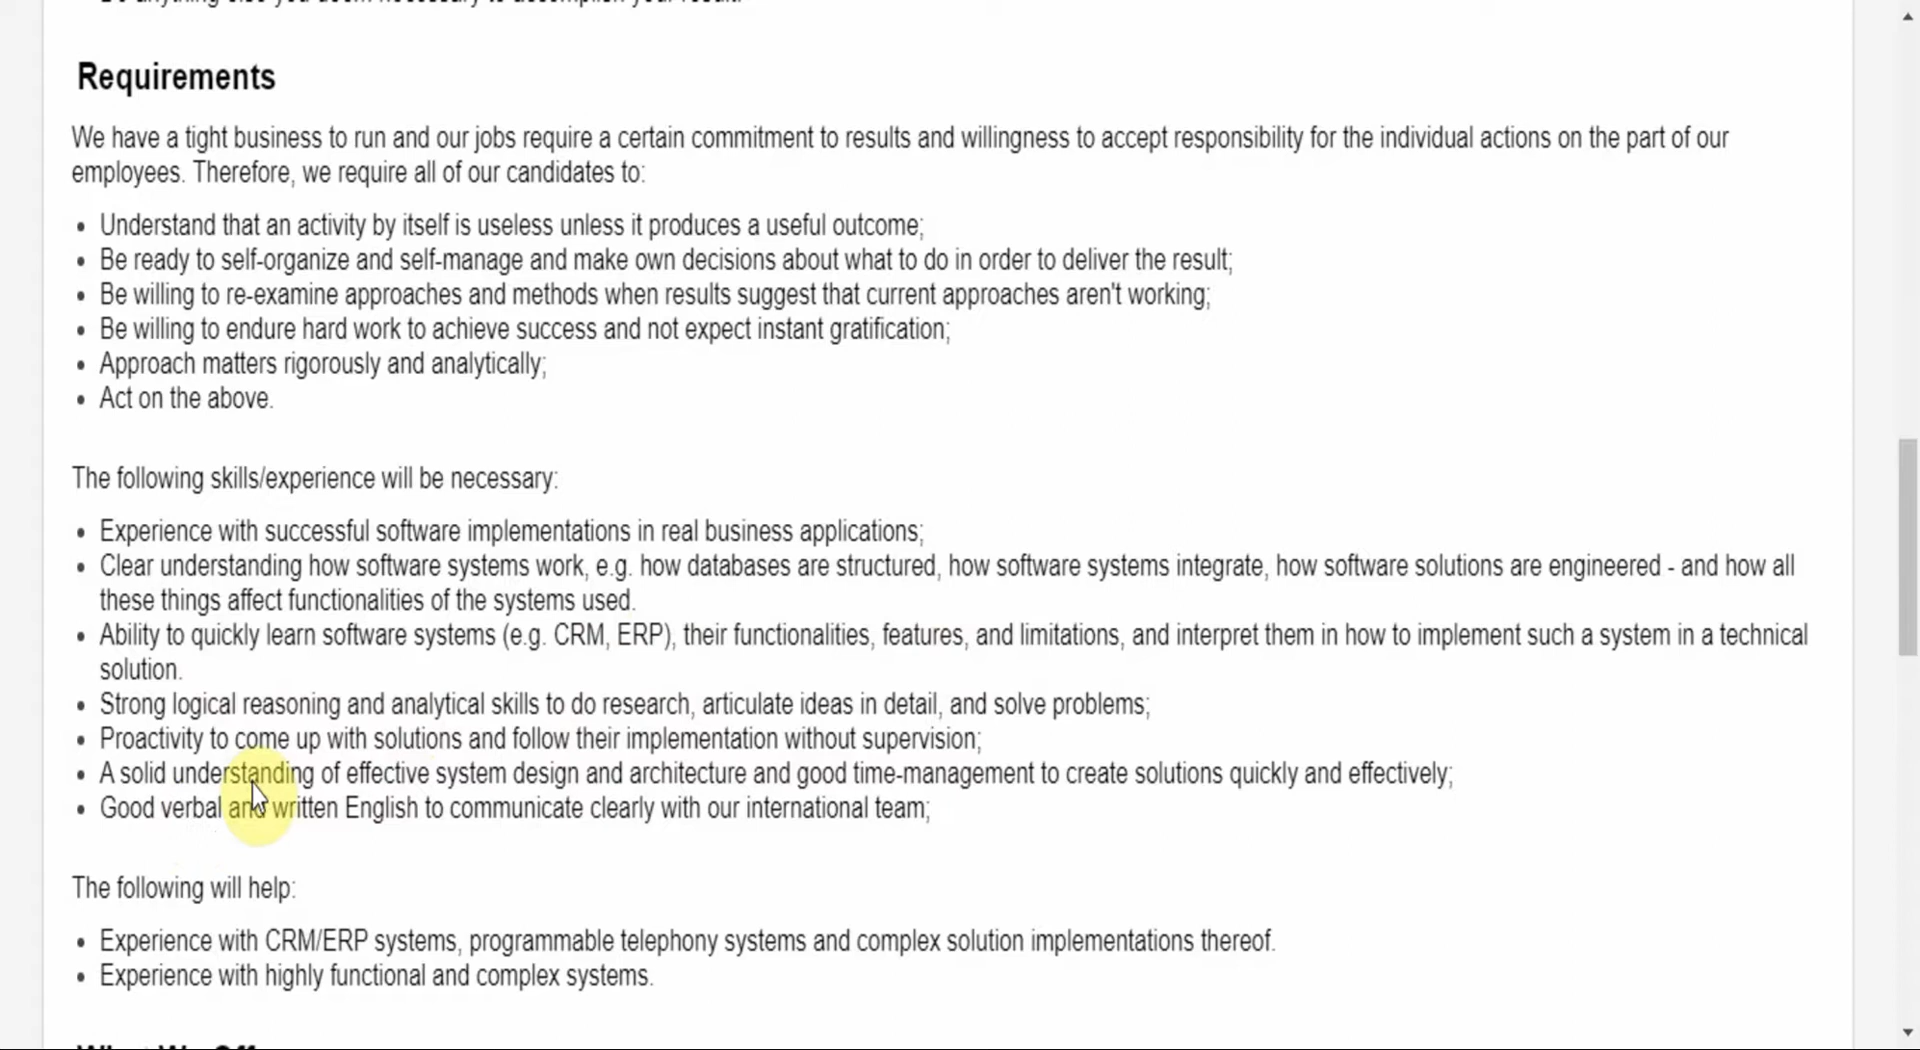 Requirements
We have a tight business to run and our jobs require a certain commitment to results and willingness to accept responsibility for the individual actions on the part of our
employees. Therefore, we require all of our candidates to:
• Understand that an activity by itself is useless unless it produces a useful outcome;
• Be ready to self-organize and self-manage and make own decisions about what to do in order to deliver the result;
• Be willing to re-examine approaches and methods when results suggest that current approaches aren't working;
• Be willing to endure hard work to achieve success and not expect instant gratification;
• Approach matters rigorously and analytically;
• Act on the above.
The following skills/experience will be necessary:
• Experience with successful software implementations in real business applications;
• Clear understanding how software systems work, e.g. how databases are structured, how software systems integrate, how software solutions are engineered - and how all
these things affect functionalities of the systems used.
• Ability to quickly learn software systems (e.g. CRM, ERP), their functionalities, features, and limitations, and interpret them in how to implement such a system in a technical
solution.
• Strong logical reasoning and analytical skills to do research, articulate ideas in detail, and solve problems;
• Proactivity to come up with solutions and follow their implementation without supervision;
• A solid understanding of effective system design and architecture and good time-management to create solutions quickly and effectively;
• Good verbal and written English to communicate clearly with our international team;
The following will help:
• Experience with CRM/ERP systems, programmable telephony systems and complex solution implementations thereof.
• Experience with highly functional and complex systems.